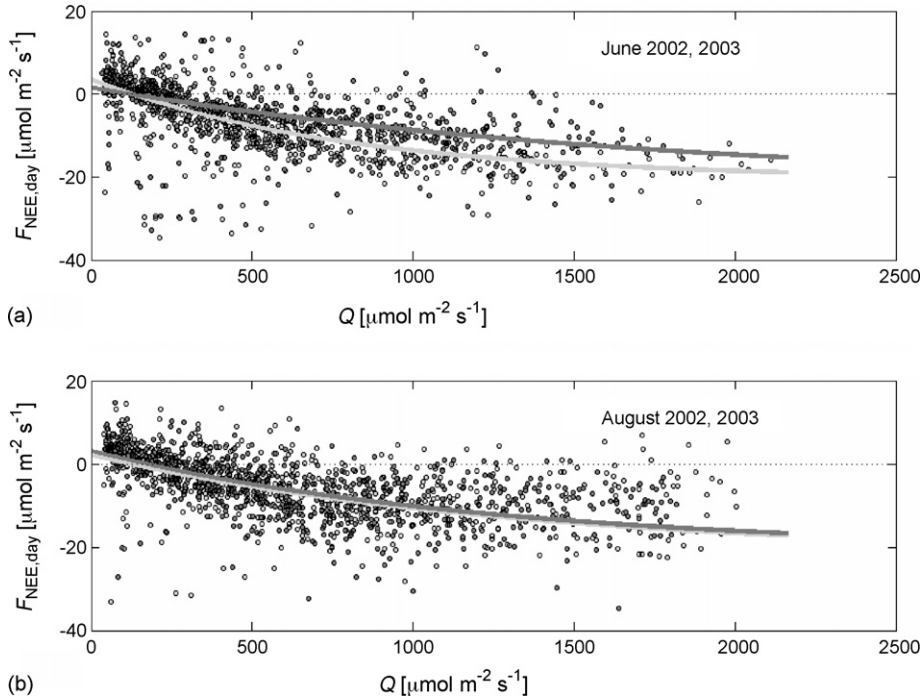 (a)
20
0
-20
-40
F_NEE,day [μmol m⁻² s⁻¹]
June 2002, 2003
0 500 1000 1500 2000 2500
Q [μmol m⁻² s⁻¹]
20
0
-20
-40
F_NEE,day [μmol m⁻² s⁻¹]
August 2002, 2003
0 500 1000 1500 2000 2500
(b)
Q [μmol m⁻² s⁻¹]